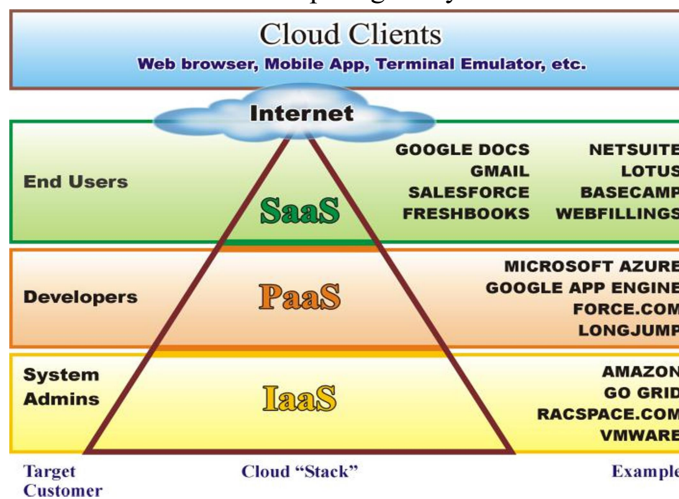 Cloud Clients
Web browser, Mobile App, Terminal Emulator, etc.
Internet
End Users
SaaS
GOOGLE DOCS
GMAIL
SALESFORCE
FRESHBOOKS
NETSUITE
LOTUS
BASECAMP
WEBFILLINGS
Developers
PaaS
MICROSOFT AZURE
GOOGLE APP ENGINE
FORCE.COM
LONGJUMP
System
Admins
IaaS
AMAZON
GO GRID
RACSPACE.COM
VMWARE
Target
Customer
Cloud “Stack”
Example